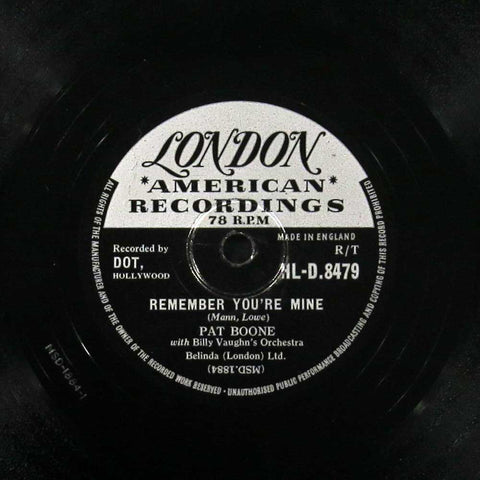 LONDON
*AMERICAN*
RECORDINGS
78 R.P.M
MADE IN ENGLAND
R/T
Recorded by
DOT,
HOLLYWOOD
HL-D.8479
REMEMBER YOU'RE MINE
(Mann, Lowe)
PAT BOONE
with Billy Vaughn's Orchestra
Belinda (London) Ltd.
(MSD.1884)
ALL RIGHTS OF THE MANUFACTURER AND OF THE OWNER OF THE RECORDED WORK RESERVED - UNAUTHORISED PUBLIC PERFORMANCE BROADCASTING AND COPYING OF THIS RECORD PROHIBITED